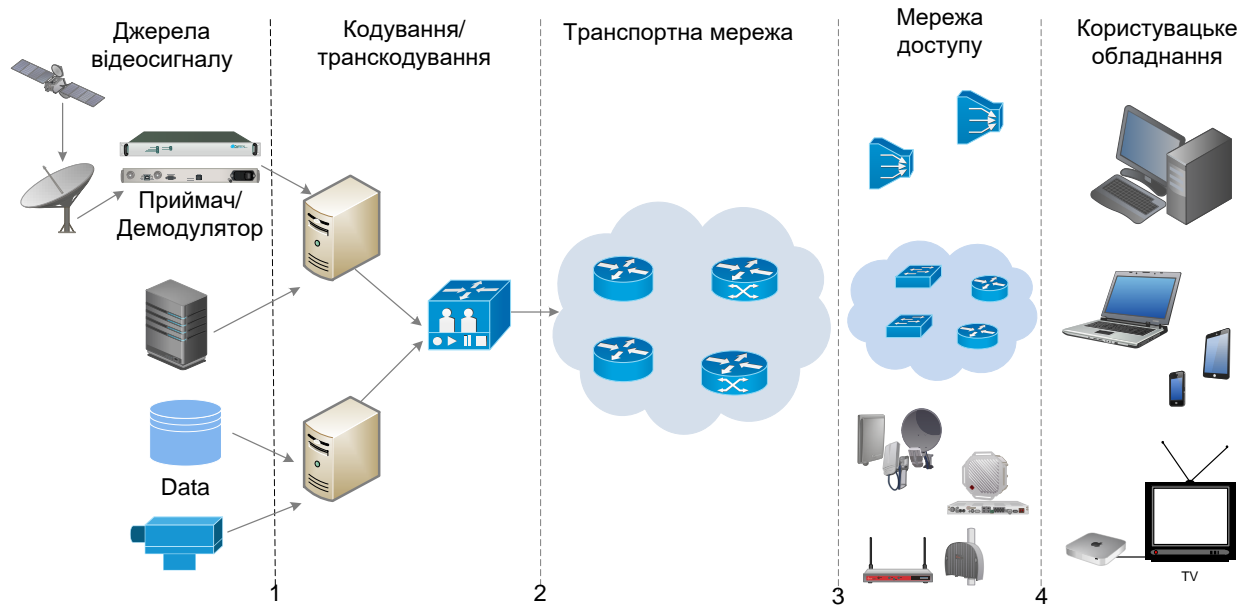 Джерела
відеосигналу
Кодування/
транскодування
Транспортна мережа
Мережа
доступу
Користувацьке
обладнання
Приймач/
Демодулятор
Data
TV
1
2
3
4